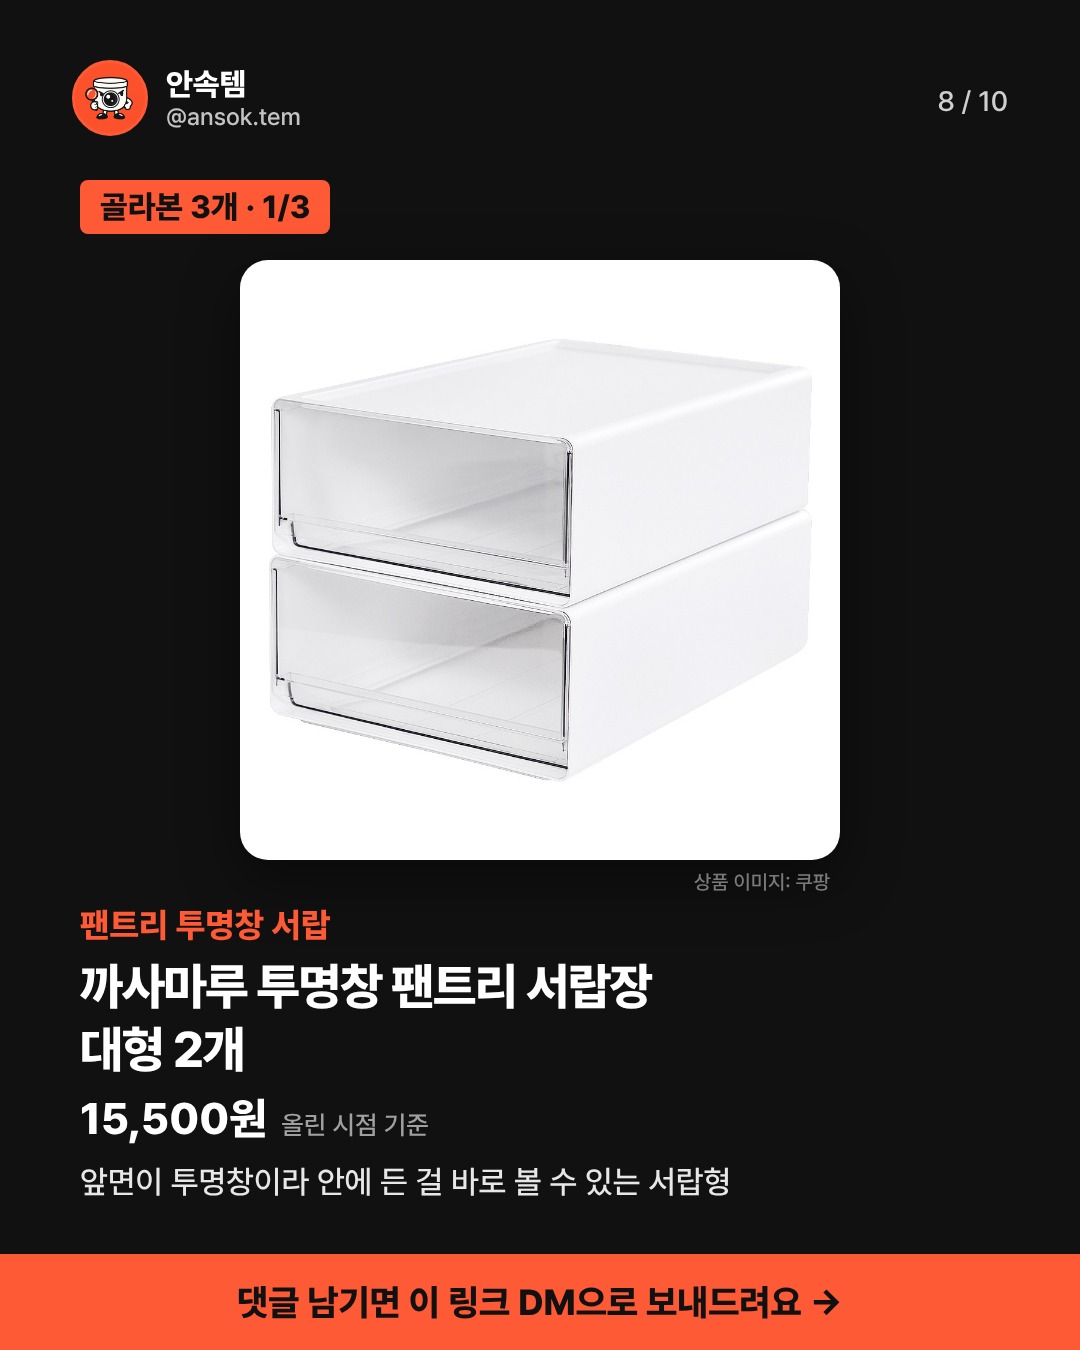 안속템
@ansok.tem
8 / 10
골라본 3개 · 1/3
상품 이미지: 쿠팡
팬트리 투명창 서랍
까사마루 투명창 팬트리 서랍장
대형 2개
15,500원 올린 시점 기준
앞면이 투명창이라 안에 든 걸 바로 볼 수 있는 서랍형
댓글 남기면 이 링크 DM으로 보내드려요 →